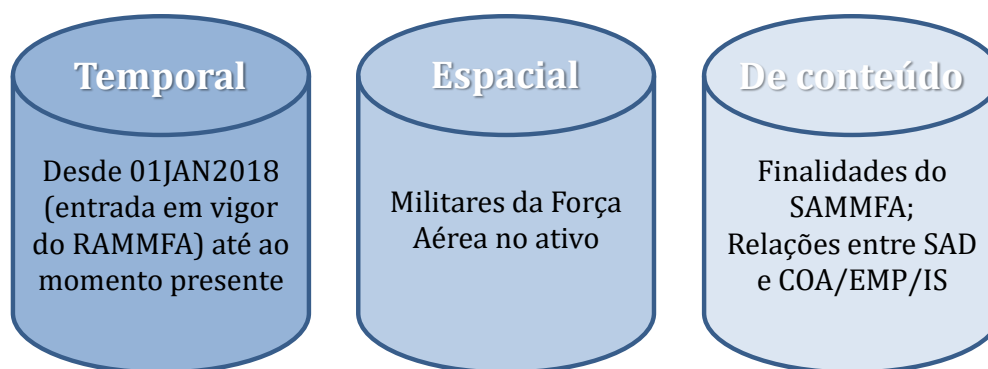 Temporal
Desde 01JAN2018
(entrada em vigor
do RAMMFA) até ao
momento presente
Espacial
Militares da Força
Aérea no ativo
De conteúdo
Finalidades do
SAMMFA;
Relações entre SAD
e COA/EMP/IS